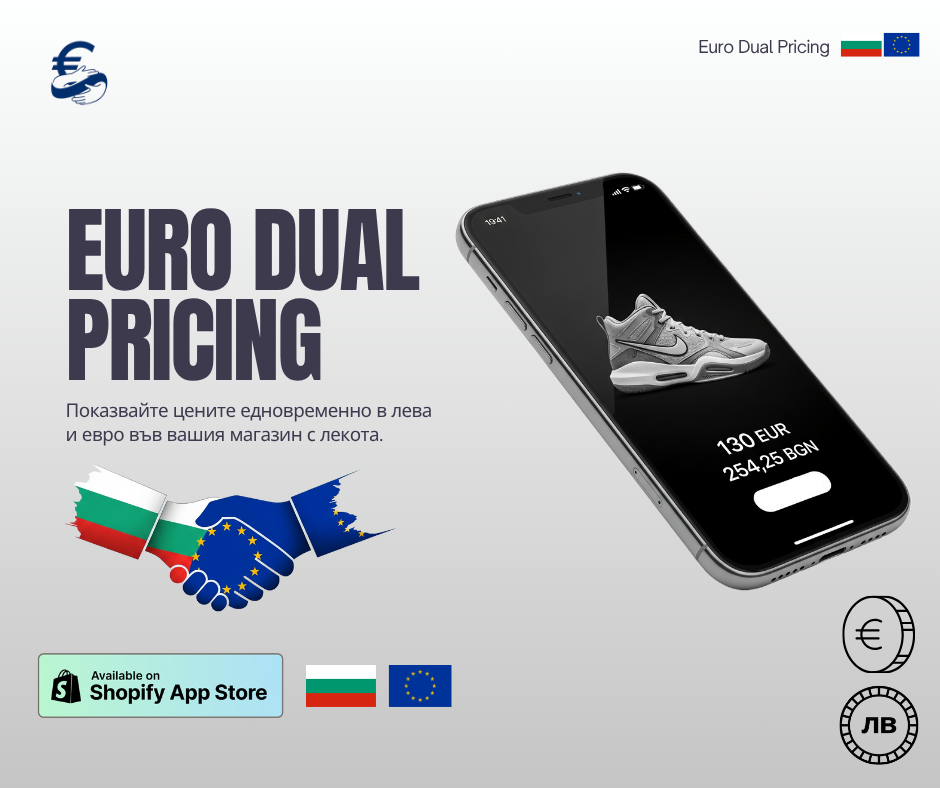 Euro Dual Pricing
EURO DUAL
PRICING
Показвайте цените едновременно в лева
и евро във вашия магазин с лекота.
19:41
130 EUR
254,25 BGN
Available on
Shopify App Store
€
ЛВ